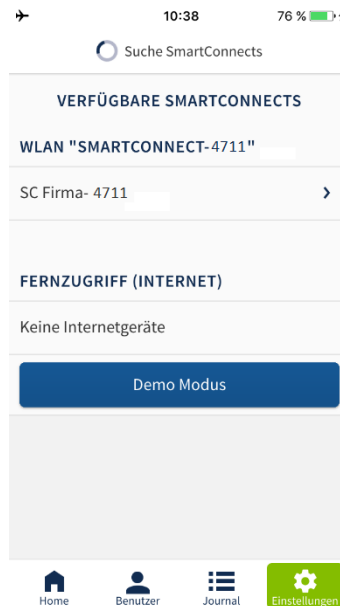 10:38 76 %
Suche SmartConnects
VERFÜGBARE SMARTCONNECTS
WLAN "SMARTCONNECT-4711"
SC Firma- 4711
FERNZUGRIFF (INTERNET)
Keine Internetgeräte
Demo Modus
Home Benutzer Journal Einstellungen